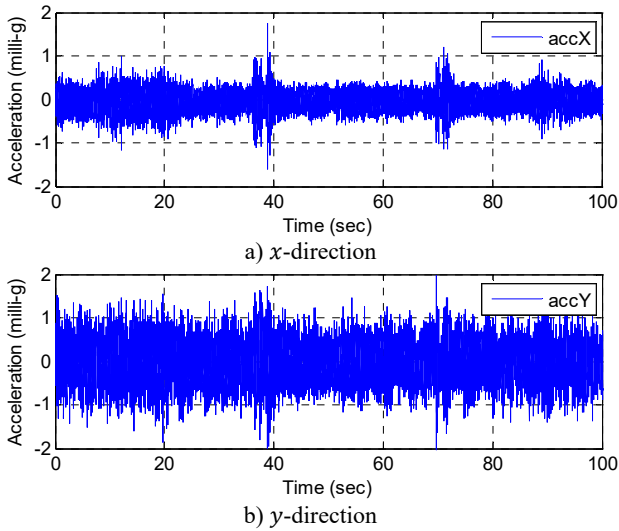 2
1
0
-1
-2
Acceleration (milli-g)
accX
0
20
40
60
80
100
Time (sec)
a) x-direction
2
1
0
-1
-2
Acceleration (milli-g)
accY
0
20
40
60
80
100
Time (sec)
b) y-direction